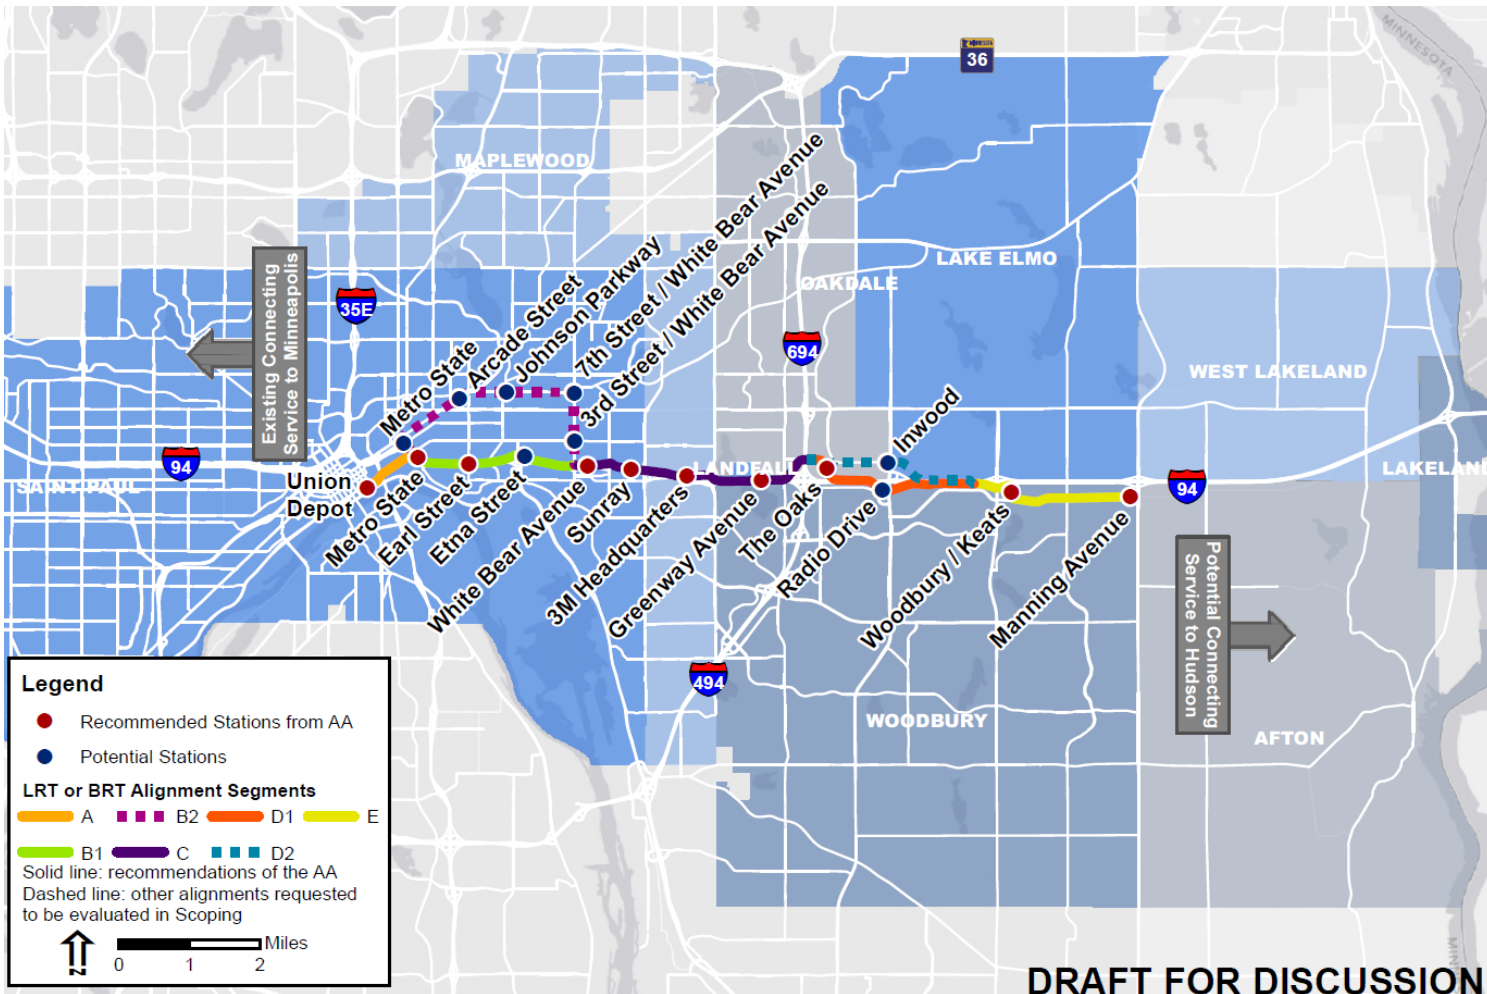 MINNESOTA
36
MAPLEWOOD
7th Street / White Bear Avenue
3rd Street / White Bear Avenue
Johnson Parkway
Arcade Street
Metro State
LAKE ELMO
OAKDALE
Existing Connecting
Service to Minneapolis
35E
694
WEST LAKELAND
Inwood
94
SAINT PAUL
Union
Depot
LANDFALL
LAKELAND
94
Metro State
Earl Street
Etna Street
White Bear Avenue
Sunray
3M Headquarters
Greenway Avenue
The Oaks
Radio Drive
Woodbury / Keats
Manning Avenue
Potential Connecting
Service to Hudson
494
WOODBURY
AFTON
Legend
Recommended Stations from AA
Potential Stations
LRT or BRT Alignment Segments
A B2 D1 E
B1 C D2
Solid line: recommendations of the AA
Dashed line: other alignments requested
to be evaluated in Scoping
N
Miles
0 1 2
DRAFT FOR DISCUSSION